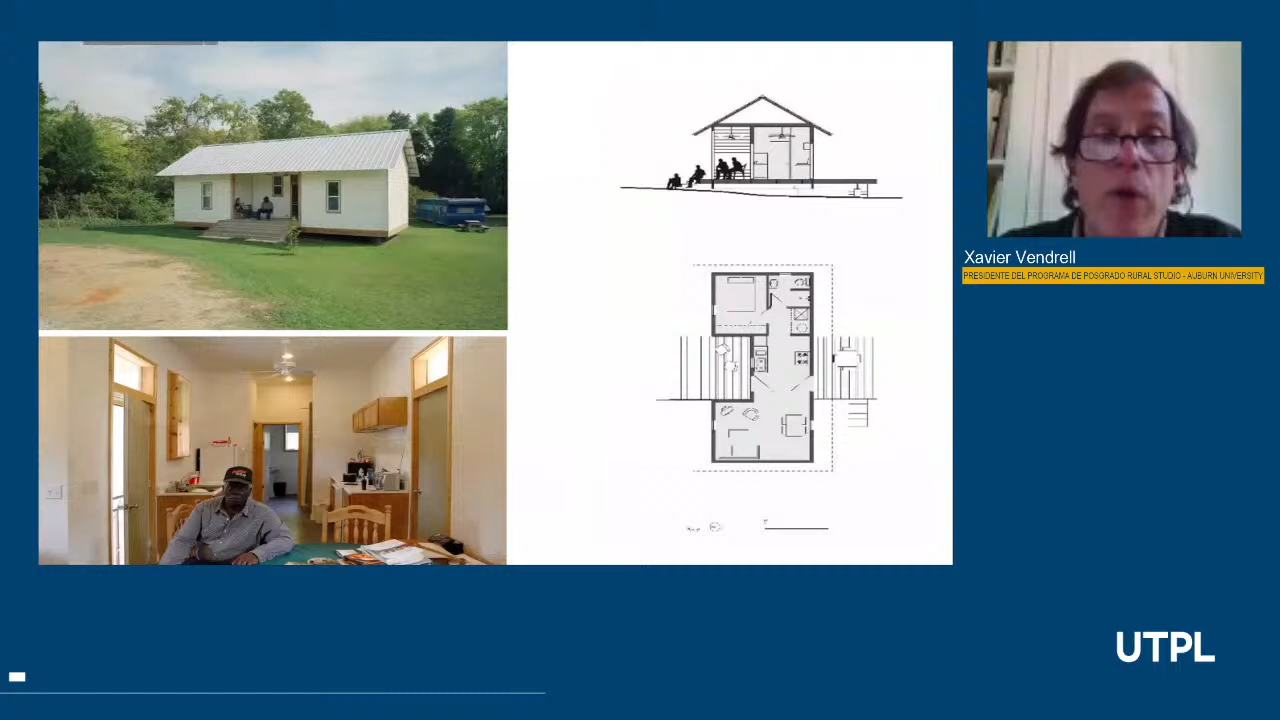 Xavier Vendrell
PRESIDENTE DEL PROGRAMA DE POSGRADO RURAL STUDIO - AUBURN UNIVERSITY
UTPL